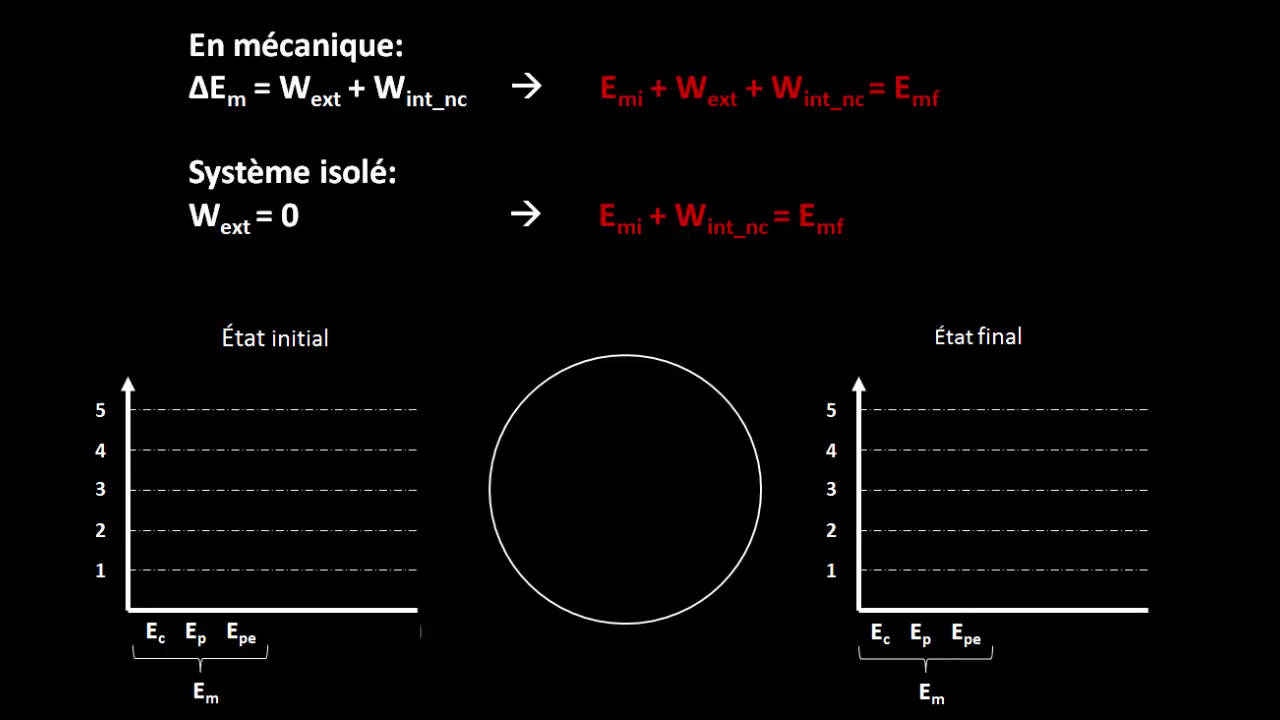 En mécanique:
ΔEm = Wext + Wint_nc → Emi + Wext + Wint_nc = Emf
Système isolé:
Wext = 0 → Emi + Wint_nc = Emf
État initial
État final
5
4
3
2
1
Ec Ep Epe
Em
5
4
3
2
1
Ec Ep Epe
Em